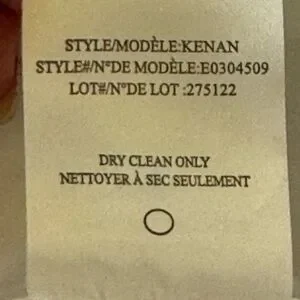 STYLE/MODÈLE:KENAN
STYLE#/N°DE MODÈLE:E0304509
LOT#/N°DE LOT :275122
DRY CLEAN ONLY
NETTOYER À SEC SEULEMENT